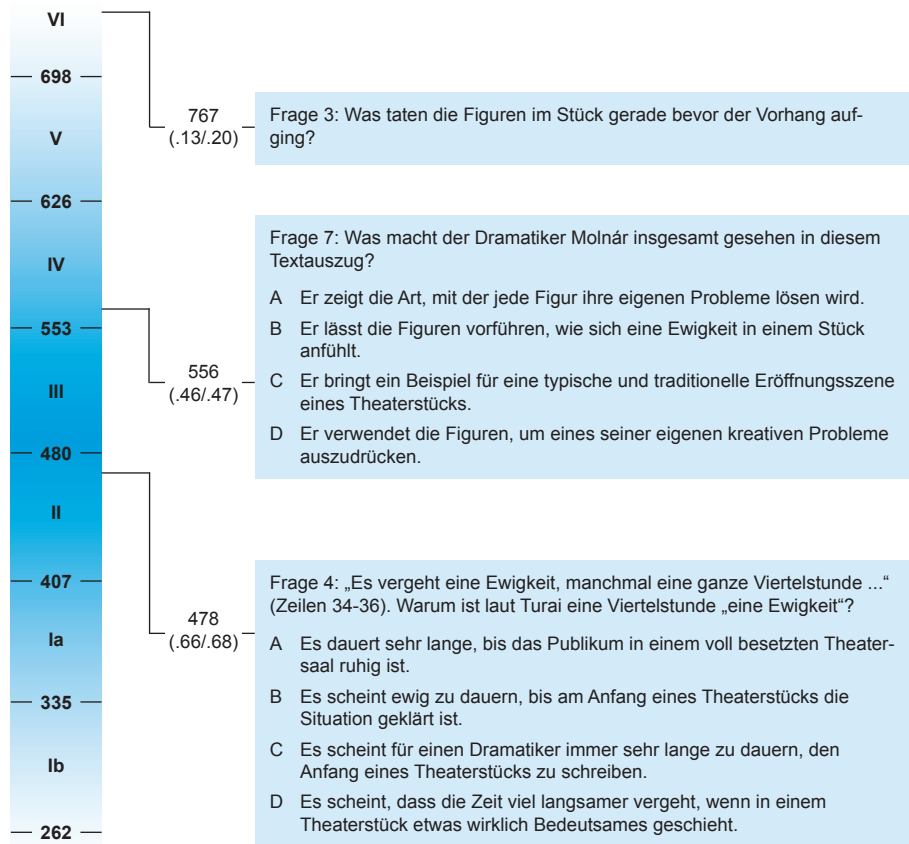 VI
698
V
626
IV
553
III
480
II
407
Ia
335
Ib
262
767
(.13/.20)
Frage 3: Was taten die Figuren im Stück gerade bevor der Vorhang auf-
ging?
556
(.46/.47)
Frage 7: Was macht der Dramatiker Molnár insgesamt gesehen in diesem
Textauszug?
A Er zeigt die Art, mit der jede Figur ihre eigenen Probleme lösen wird.
B Er lässt die Figuren vorführen, wie sich eine Ewigkeit in einem Stück
anfühlt.
C Er bringt ein Beispiel für eine typische und traditionelle Eröffnungsszene
eines Theaterstücks.
D Er verwendet die Figuren, um eines seiner eigenen kreativen Probleme
auszudrücken.
478
(.66/.68)
Frage 4: „Es vergeht eine Ewigkeit, manchmal eine ganze Viertelstunde ...“
(Zeilen 34-36). Warum ist laut Turai eine Viertelstunde „eine Ewigkeit“?
A Es dauert sehr lange, bis das Publikum in einem voll besetzten Theater-
saal ruhig ist.
B Es scheint ewig zu dauern, bis am Anfang eines Theaterstücks die
Situation geklärt ist.
C Es scheint für einen Dramatiker immer sehr lange zu dauern, den
Anfang eines Theaterstücks zu schreiben.
D Es scheint, dass die Zeit viel langsamer vergeht, wenn in einem
Theaterstück etwas wirklich Bedeutsames geschieht.